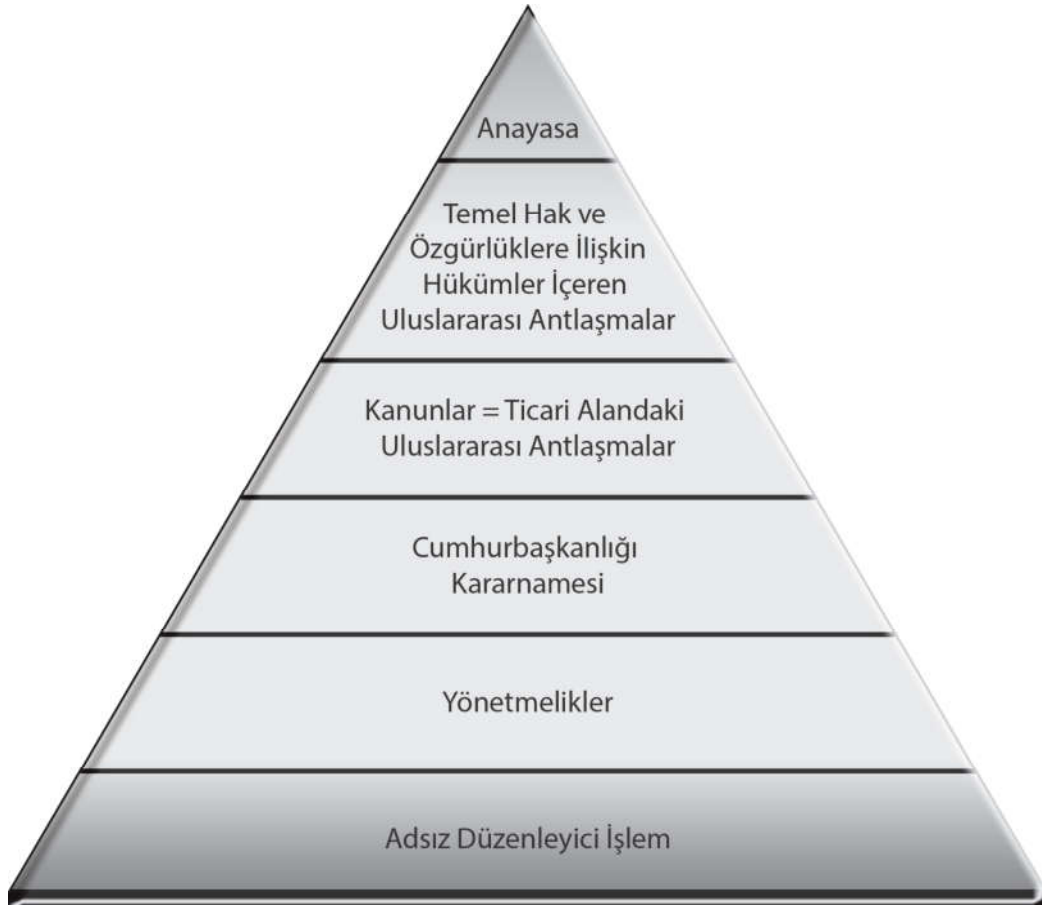 Anayasa
Temel Hak ve
Özgürlüklere İlişkin
Hükümler İçeren
Uluslararası Antlaşmalar
Kanunlar = Ticari Alandaki
Uluslararası Antlaşmalar
Cumhurbaşkanlığı
Kararnamesi
Yönetmelikler
Adsız Düzenleyici İşlem